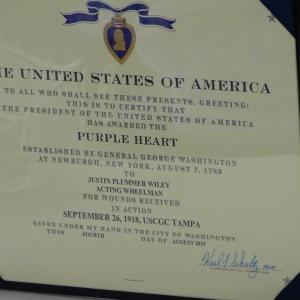 HE UNITED STATES OF AMERICA
TO ALL WHO SHALL SEE THESE PRESENTS, GREETING:
THIS IS TO CERTIFY THAT
THE PRESIDENT OF THE UNITED STATES OF AMERICA
HAS AWARDED THE
PURPLE HEART
ESTABLISHED BY GENERAL GEORGE WASHINGTON
AT NEWBURGH, NEW YORK, AUGUST 7, 1782
TO
JUSTIN PLUMMER WILEY
ACTING WHEELMAN
FOR WOUNDS RECEIVED
IN ACTION
SEPTEMBER 26, 1918, USCGC TAMPA
GIVEN UNDER MY HAND IN THE CITY OF WASHINGTON
THIS FOURTH DAY OF AUGUST 2019
Karl L Schultz